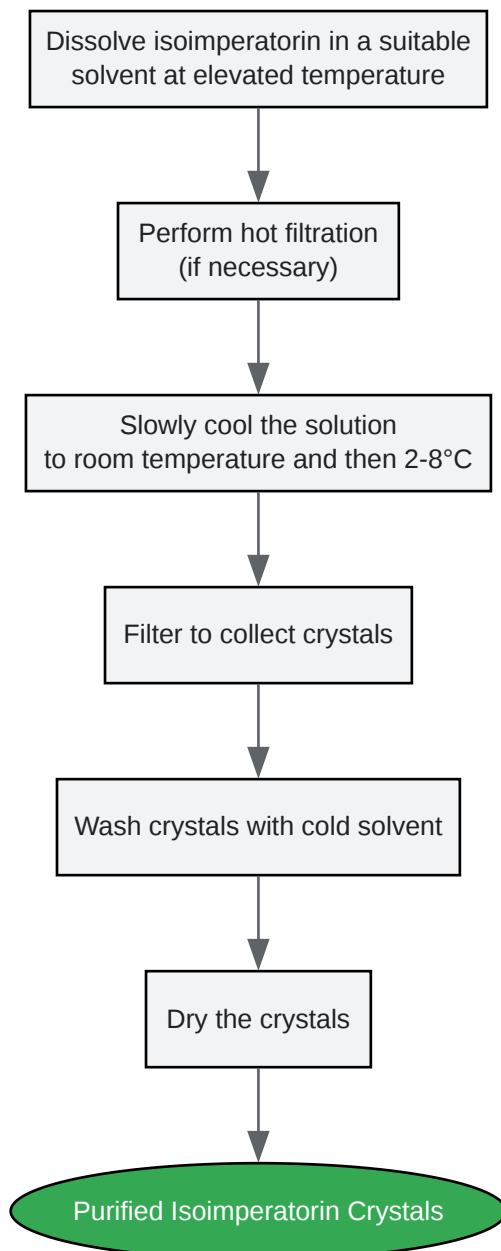 Dissolve isoimperatorin in a suitable
solvent at elevated temperature
Perform hot filtration
(if necessary)
Slowly cool the solution
to room temperature and then 2-8°C
Filter to collect crystals
Wash crystals with cold solvent
Dry the crystals
Purified Isoimperatorin Crystals